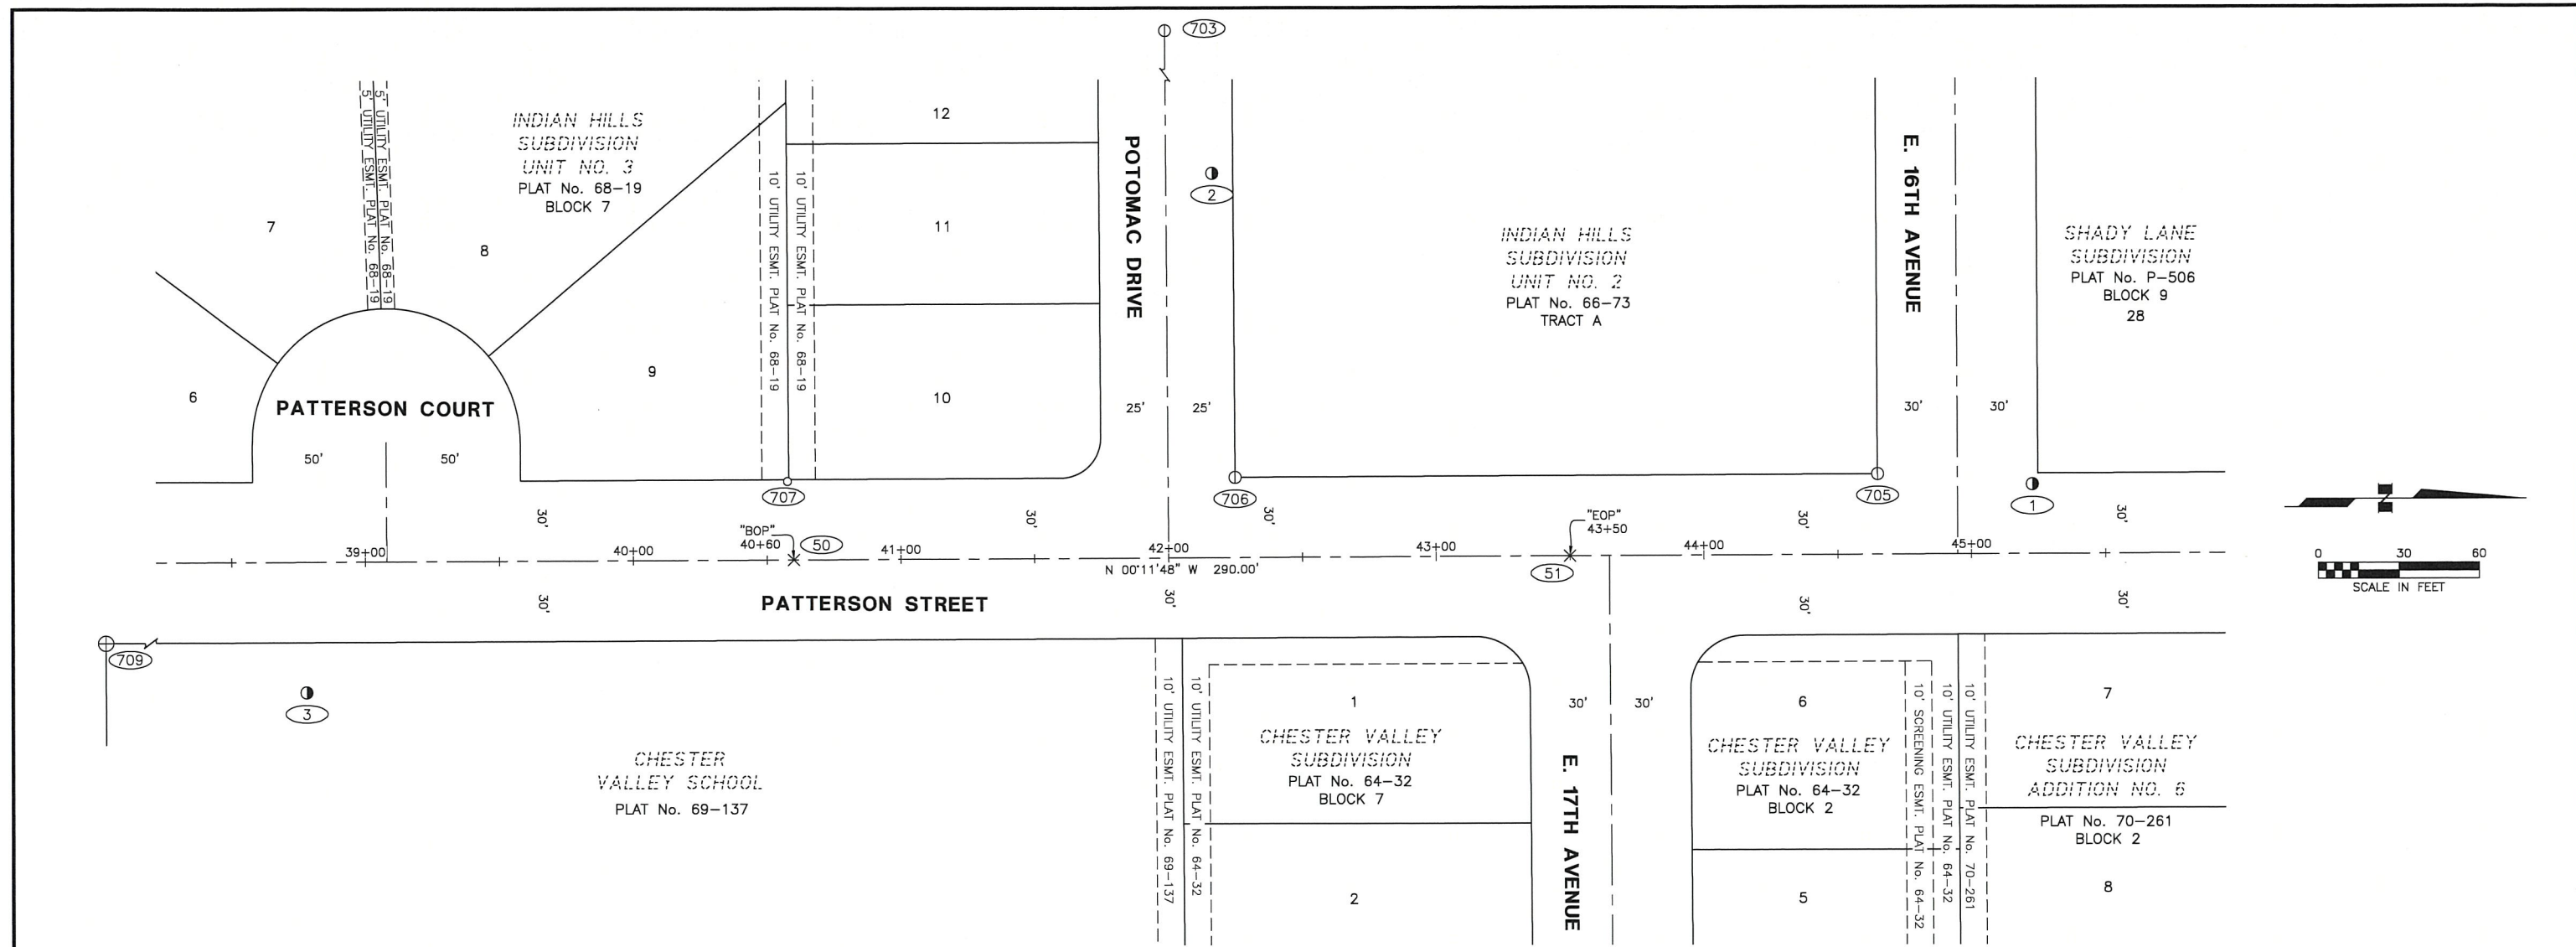 703
INDIAN HILLS
SUBDIVISION
UNIT NO. 3
PLAT No. 68-19
BLOCK 7
5' UTILITY ESMT. PLAT No. 68-19
5' UTILITY ESMT. PLAT No. 68-19
7
8
6
9
PATTERSON COURT
50'
50'
10' UTILITY ESMT. PLAT No. 68-19
10' UTILITY ESMT. PLAT No. 68-19
12
11
10
POTOMAC DRIVE
25'
25'
2
INDIAN HILLS
SUBDIVISION
UNIT NO. 2
PLAT No. 66-73
TRACT A
E. 16TH AVENUE
30'
30'
SHADY LANE
SUBDIVISION
PLAT No. P-506
BLOCK 9
28
707
706
705
1
30'
30'
30'
30'
30'
"BOP"
40+60
50
"EOP"
43+50
51
39+00
40+00
41+00
42+00
43+00
44+00
45+00
N 00°11'48" W 290.00'
PATTERSON STREET
30'
30'
30'
30'
N
0 30 60
SCALE IN FEET
709
3
CHESTER
VALLEY SCHOOL
PLAT No. 69-137
10' UTILITY ESMT. PLAT No. 69-137
10' UTILITY ESMT. PLAT No. 64-32
1
CHESTER VALLEY
SUBDIVISION
PLAT No. 64-32
BLOCK 7
2
30'
30'
E. 17TH AVENUE
6
CHESTER VALLEY
SUBDIVISION
PLAT No. 64-32
BLOCK 2
5
10' SCREENING ESMT. PLAT No. 64-32
10' UTILITY ESMT. PLAT No. 64-32
10' UTILITY ESMT. PLAT No. 70-261
7
CHESTER VALLEY
SUBDIVISION
ADDITION NO. 6
PLAT No. 70-261
BLOCK 2
8